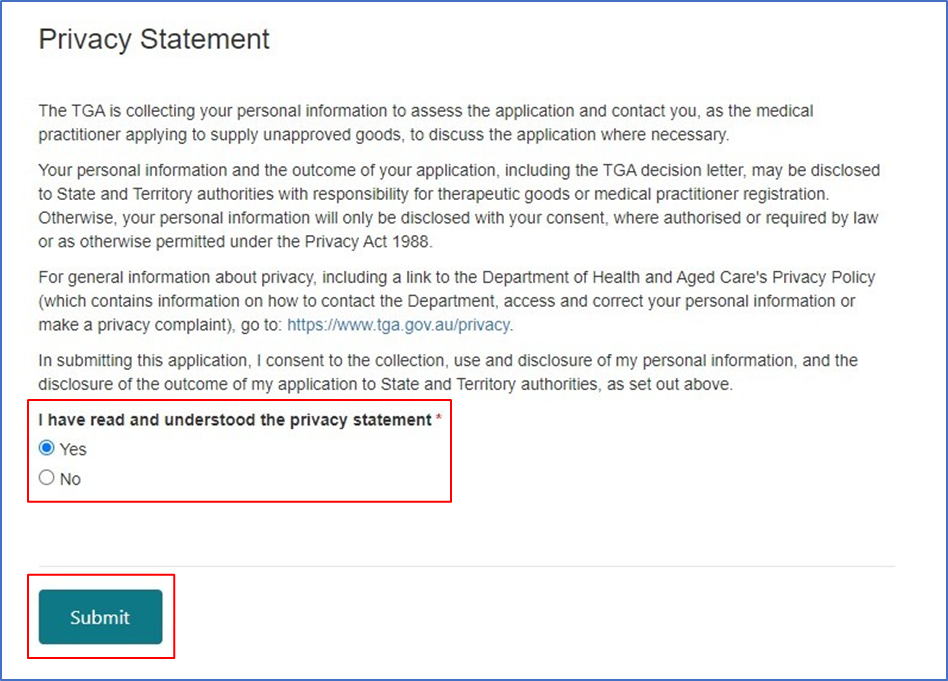 Privacy Statement
The TGA is collecting your personal information to assess the application and contact you, as the medical
practitioner applying to supply unapproved goods, to discuss the application where necessary.
Your personal information and the outcome of your application, including the TGA decision letter, may be disclosed
to State and Territory authorities with responsibility for therapeutic goods or medical practitioner registration.
Otherwise, your personal information will only be disclosed with your consent, where authorised or required by law
or as otherwise permitted under the Privacy Act 1988.
For general information about privacy, including a link to the Department of Health and Aged Care's Privacy Policy
(which contains information on how to contact the Department, access and correct your personal information or
make a privacy complaint), go to: https://www.tga.gov.au/privacy.
In submitting this application, I consent to the collection, use and disclosure of my personal information, and the
disclosure of the outcome of my application to State and Territory authorities, as set out above.
I have read and understood the privacy statement *
Yes
No
Submit